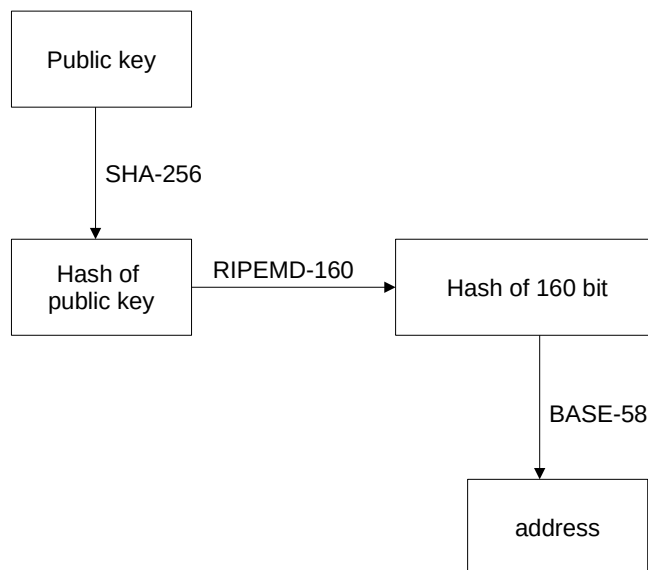 Public key
SHA-256
Hash of
public key
RIPEMD-160
Hash of 160 bit
BASE-58
address